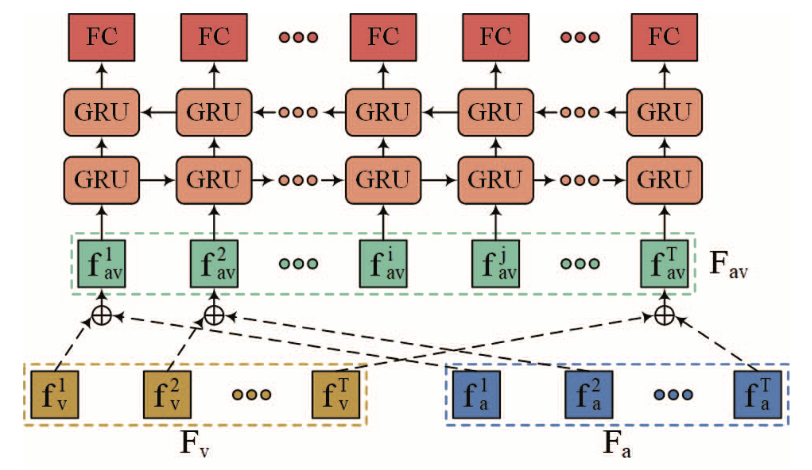 FC FC FC FC FC
GRU GRU GRU GRU GRU
GRU GRU GRU GRU GRU
f¹av f²av fⁱav fʲav fᵀav Fav
f¹v f²v fᵀv f¹a f²a fᵀa
Fv Fa